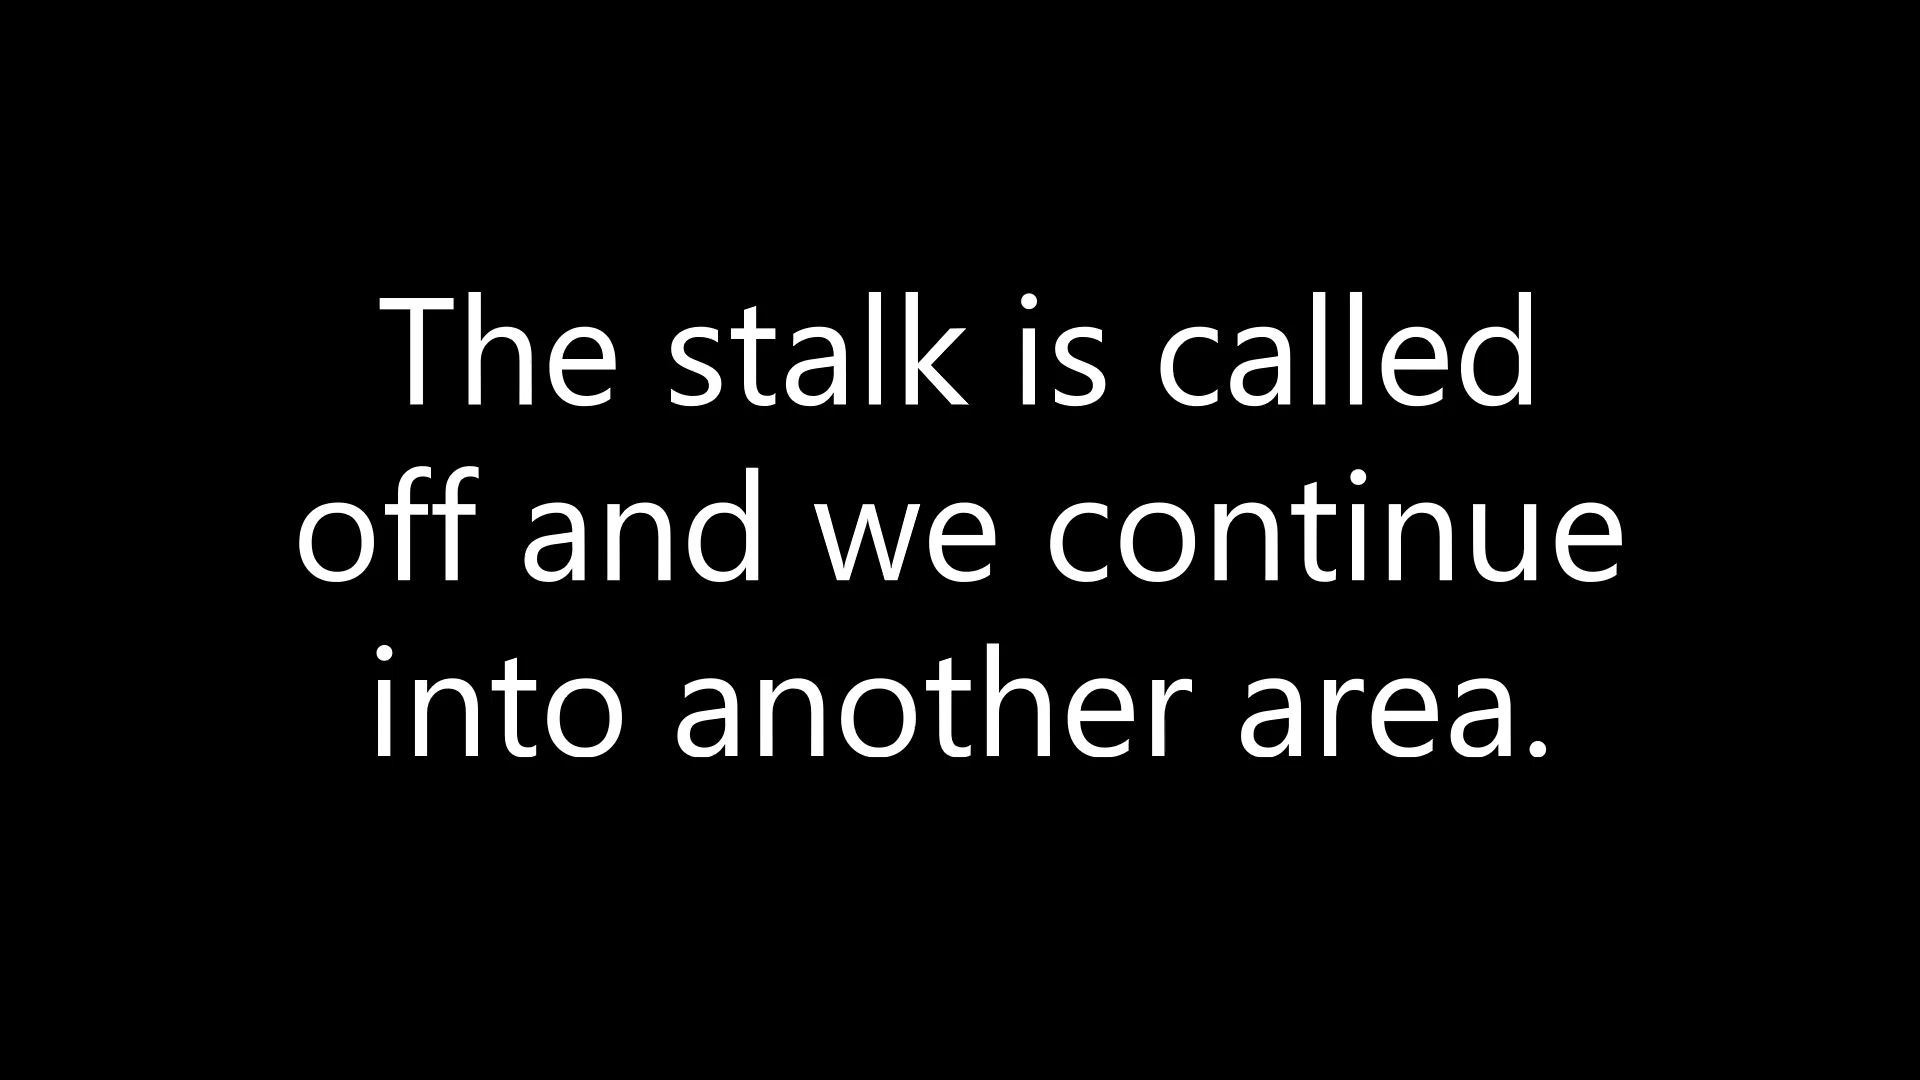 The stalk is called
off and we continue
into another area.